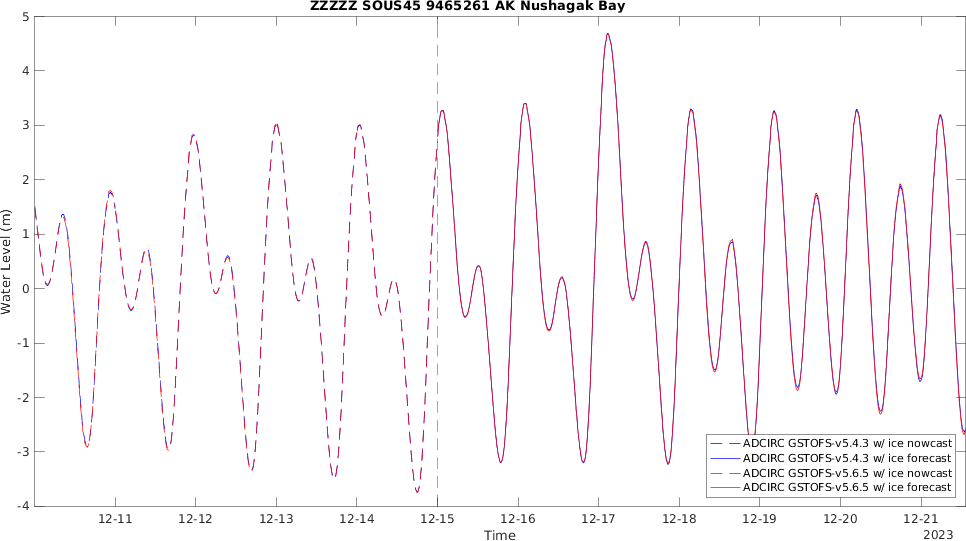 ZZZZZ SOUS45 9465261 AK Nushagak Bay
5
4
3
2
1
0
-1
-2
-3
-4
Water Level (m)
ADCIRC GSTOFS-v5.4.3 w/ ice nowcast
ADCIRC GSTOFS-v5.4.3 w/ ice forecast
ADCIRC GSTOFS-v5.6.5 w/ ice nowcast
ADCIRC GSTOFS-v5.6.5 w/ ice forecast
12-11 12-12 12-13 12-14 12-15 12-16 12-17 12-18 12-19 12-20 12-21
Time
2023